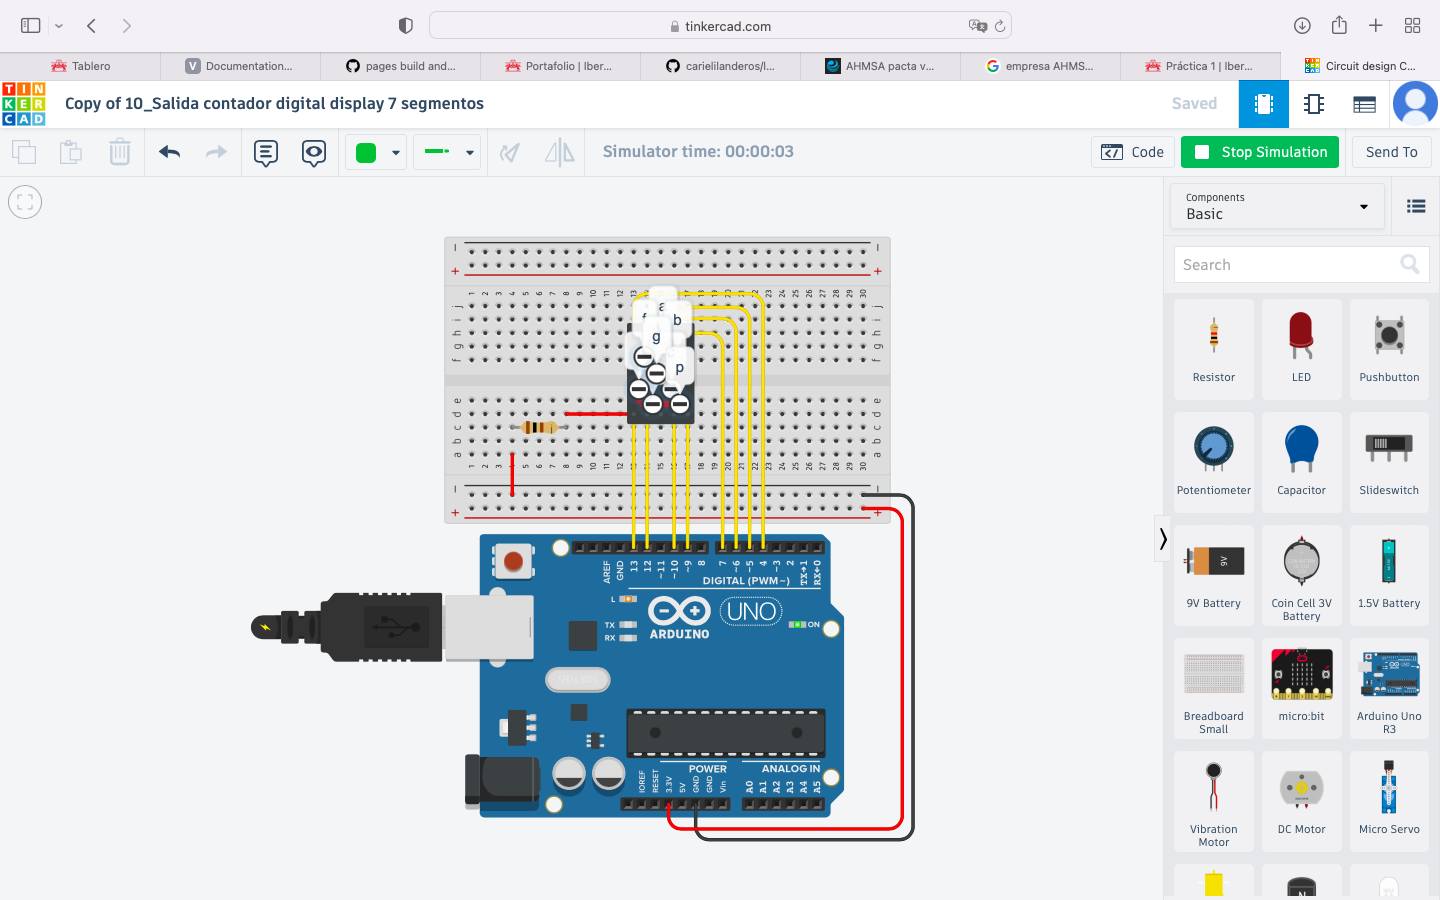 tinkercad.com
Tablero
Documentation...
pages build and...
Portafolio | Iber...
carielilanderos/l...
AHMSA pacta v...
empresa AHMS...
Práctica 1 | Iber...
Circuit design C...
TIN
KER
CAD
Copy of 10_Salida contador digital display 7 segmentos
Saved
Simulator time: 00:00:03
Code
Stop Simulation
Send To
Components
Basic
Search
Resistor
LED
Pushbutton
Potentiometer
Capacitor
Slideswitch
9V
9V Battery
Coin Cell 3V Battery
1.5V Battery
Breadboard Small
micro:bit
Arduino Uno R3
Vibration Motor
DC Motor
Micro Servo
a
f
b
g
p
AREF
GND
13
12
~11
~10
~9
8
7
~6
~5
4
~3
2
TX→1
RX←0
DIGITAL (PWM~)
L
TX
RX
ARDUINO
UNO
ON
POWER
ANALOG IN
IOREF
RESET
3.3V
5V
GND
GND
Vin
A0
A1
A2
A3
A4
A5